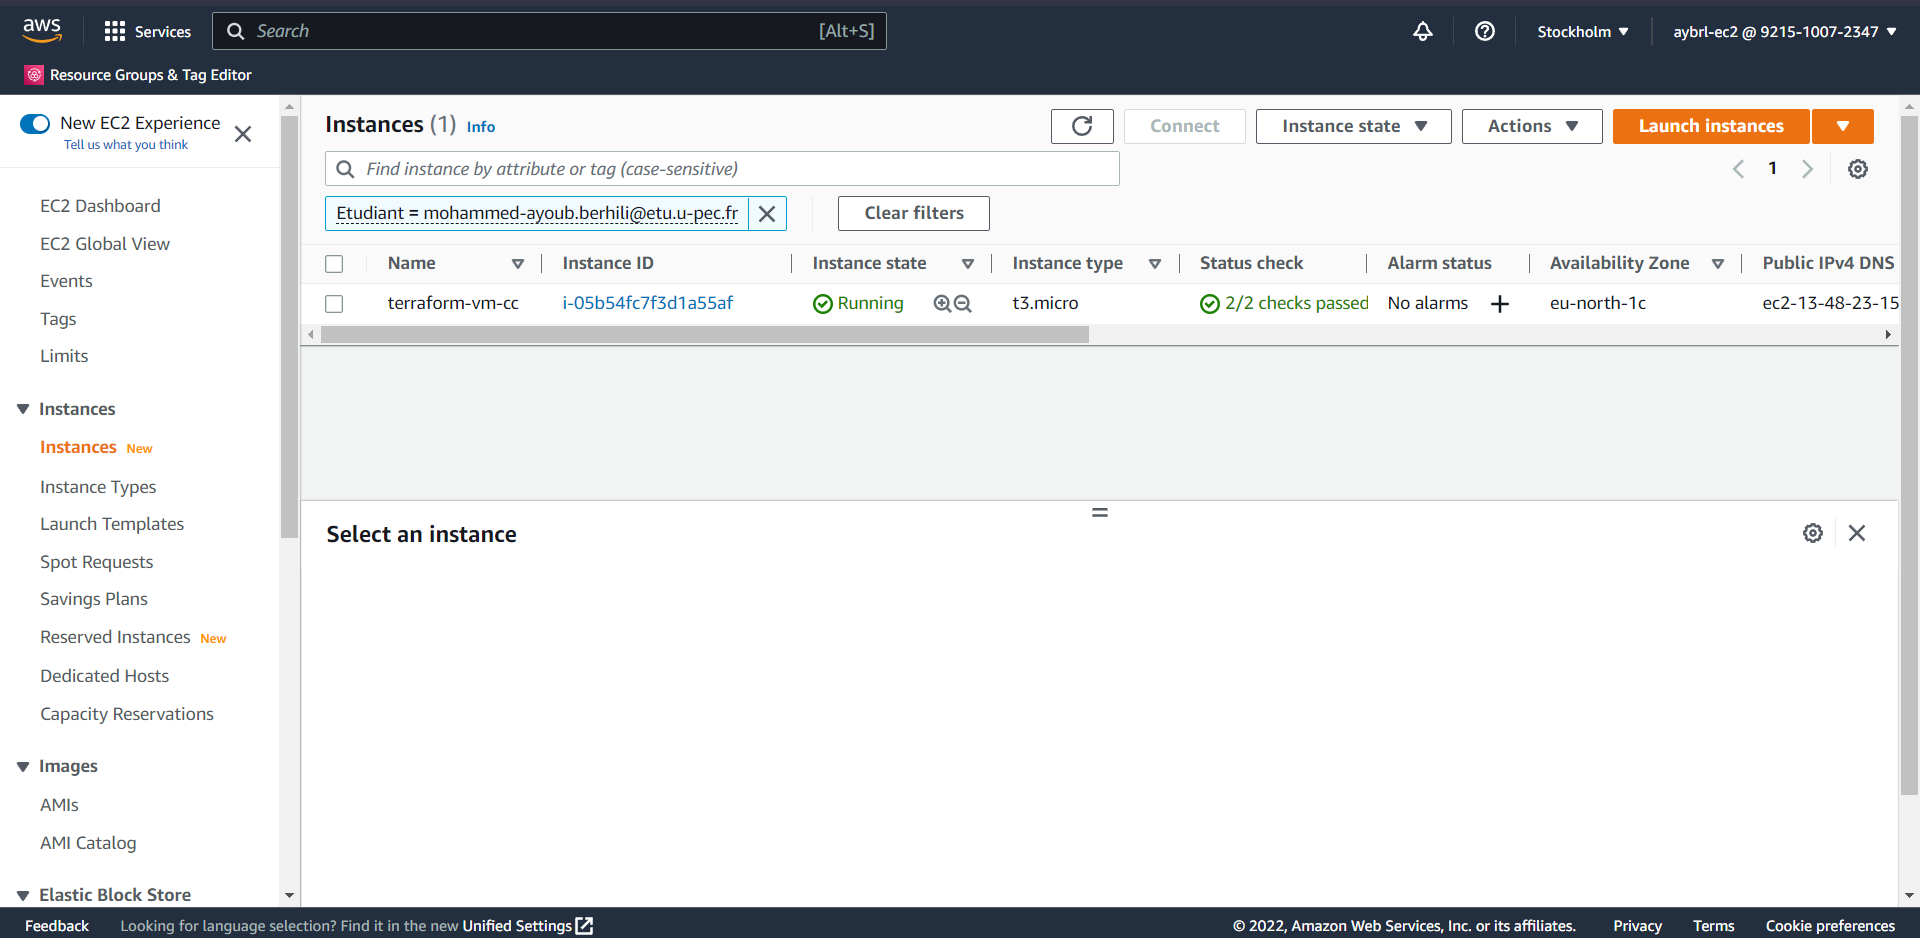 aws
Services
Search [Alt+S]
Stockholm
aybrl-ec2 @ 9215-1007-2347
Resource Groups & Tag Editor
New EC2 Experience
Tell us what you think
EC2 Dashboard
EC2 Global View
Events
Tags
Limits
Instances
Instances New
Instance Types
Launch Templates
Spot Requests
Savings Plans
Reserved Instances New
Dedicated Hosts
Capacity Reservations
Images
AMIs
AMI Catalog
Elastic Block Store
Instances (1) Info
Connect
Instance state
Actions
Launch instances
Find instance by attribute or tag (case-sensitive)
1
Etudiant = mohammed-ayoub.berhili@etu.u-pec.fr
Clear filters
Name Instance ID Instance state Instance type Status check Alarm status Availability Zone Public IPv4 DNS
terraform-vm-cc i-05b54fc7f3d1a55af Running t3.micro 2/2 checks passed No alarms eu-north-1c ec2-13-48-23-15
Select an instance
Feedback Looking for language selection? Find it in the new Unified Settings © 2022, Amazon Web Services, Inc. or its affiliates. Privacy Terms Cookie preferences